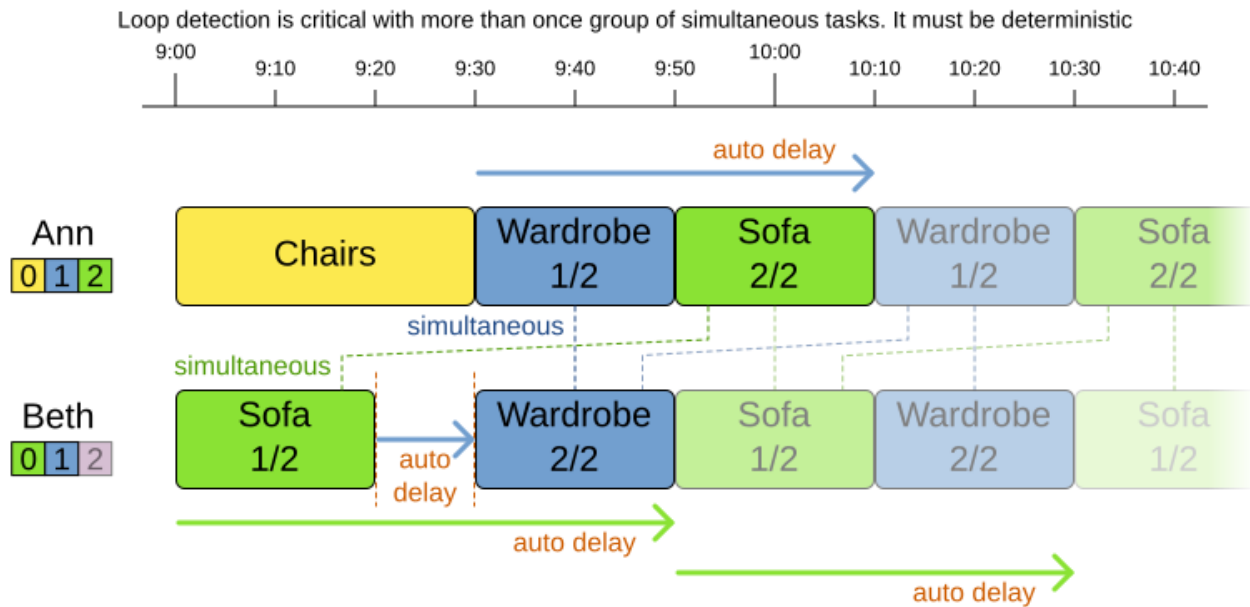 Loop detection is critical with more than once group of simultaneous tasks. It must be deterministic
9:00
9:10
9:20
9:30
9:40
9:50
10:00
10:10
10:20
10:30
10:40
auto delay
Ann
0 1 2
Chairs
Wardrobe
1/2
Sofa
2/2
Wardrobe
1/2
Sofa
2/2
simultaneous
simultaneous
Beth
0 1 2
Sofa
1/2
auto
delay
Wardrobe
2/2
Sofa
1/2
Wardrobe
2/2
Sofa
1/2
auto delay
auto delay